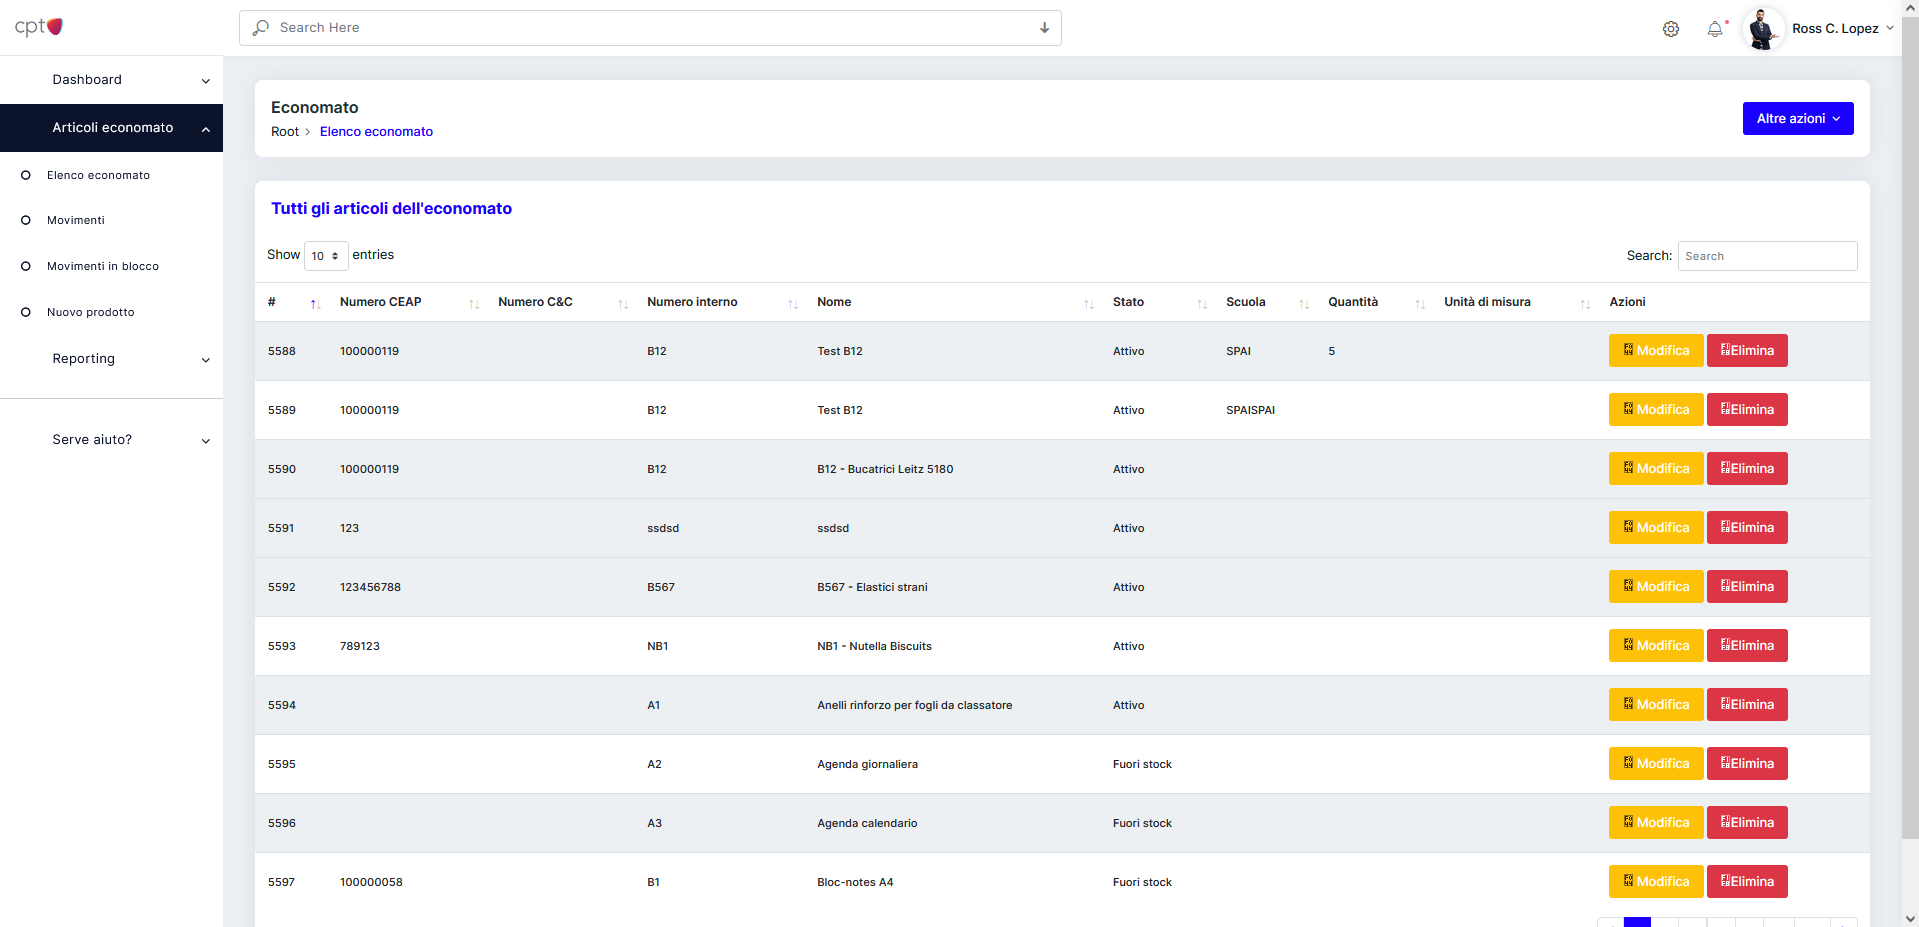 cpt
Search Here
Ross C. Lopez
Dashboard
Articoli economato
Elenco economato
Movimenti
Movimenti in blocco
Nuovo prodotto
Reporting
Serve aiuto?
Economato
Root > Elenco economato
Altre azioni
Tutti gli articoli dell'economato
Show 10 entries
Search: Search
# Numero CEAP Numero C&C Numero interno Nome Stato Scuola Quantità Unità di misura Azioni
5588 100000119 B12 Test B12 Attivo SPAI 5 Modifica Elimina
5589 100000119 B12 Test B12 Attivo SPAISPAI Modifica Elimina
5590 100000119 B12 B12 - Bucatrici Leitz 5180 Attivo Modifica Elimina
5591 123 ssdsd ssdsd Attivo Modifica Elimina
5592 123456788 B567 B567 - Elastici strani Attivo Modifica Elimina
5593 789123 NB1 NB1 - Nutella Biscuits Attivo Modifica Elimina
5594 A1 Anelli rinforzo per fogli da classatore Attivo Modifica Elimina
5595 A2 Agenda giornaliera Fuori stock Modifica Elimina
5596 A3 Agenda calendario Fuori stock Modifica Elimina
5597 100000058 B1 Bloc-notes A4 Fuori stock Modifica Elimina